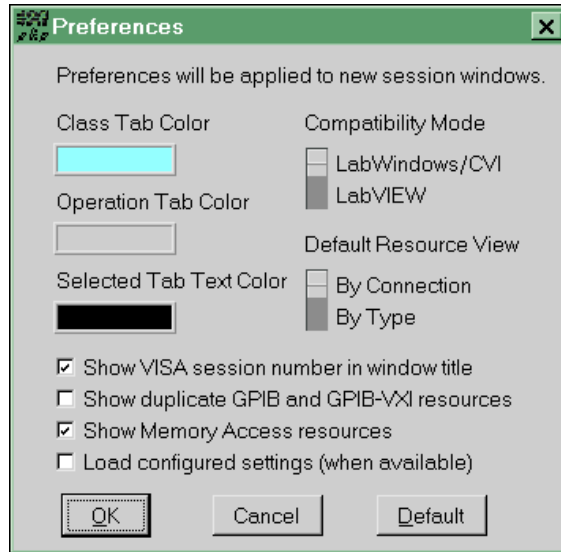 Preferences
Preferences will be applied to new session windows.
Class Tab Color
Compatibility Mode
LabWindows/CVI
LabVIEW
Operation Tab Color
Default Resource View
Selected Tab Text Color
By Connection
By Type
Show VISA session number in window title
Show duplicate GPIB and GPIB-VXI resources
Show Memory Access resources
Load configured settings (when available)
OK
Cancel
Default